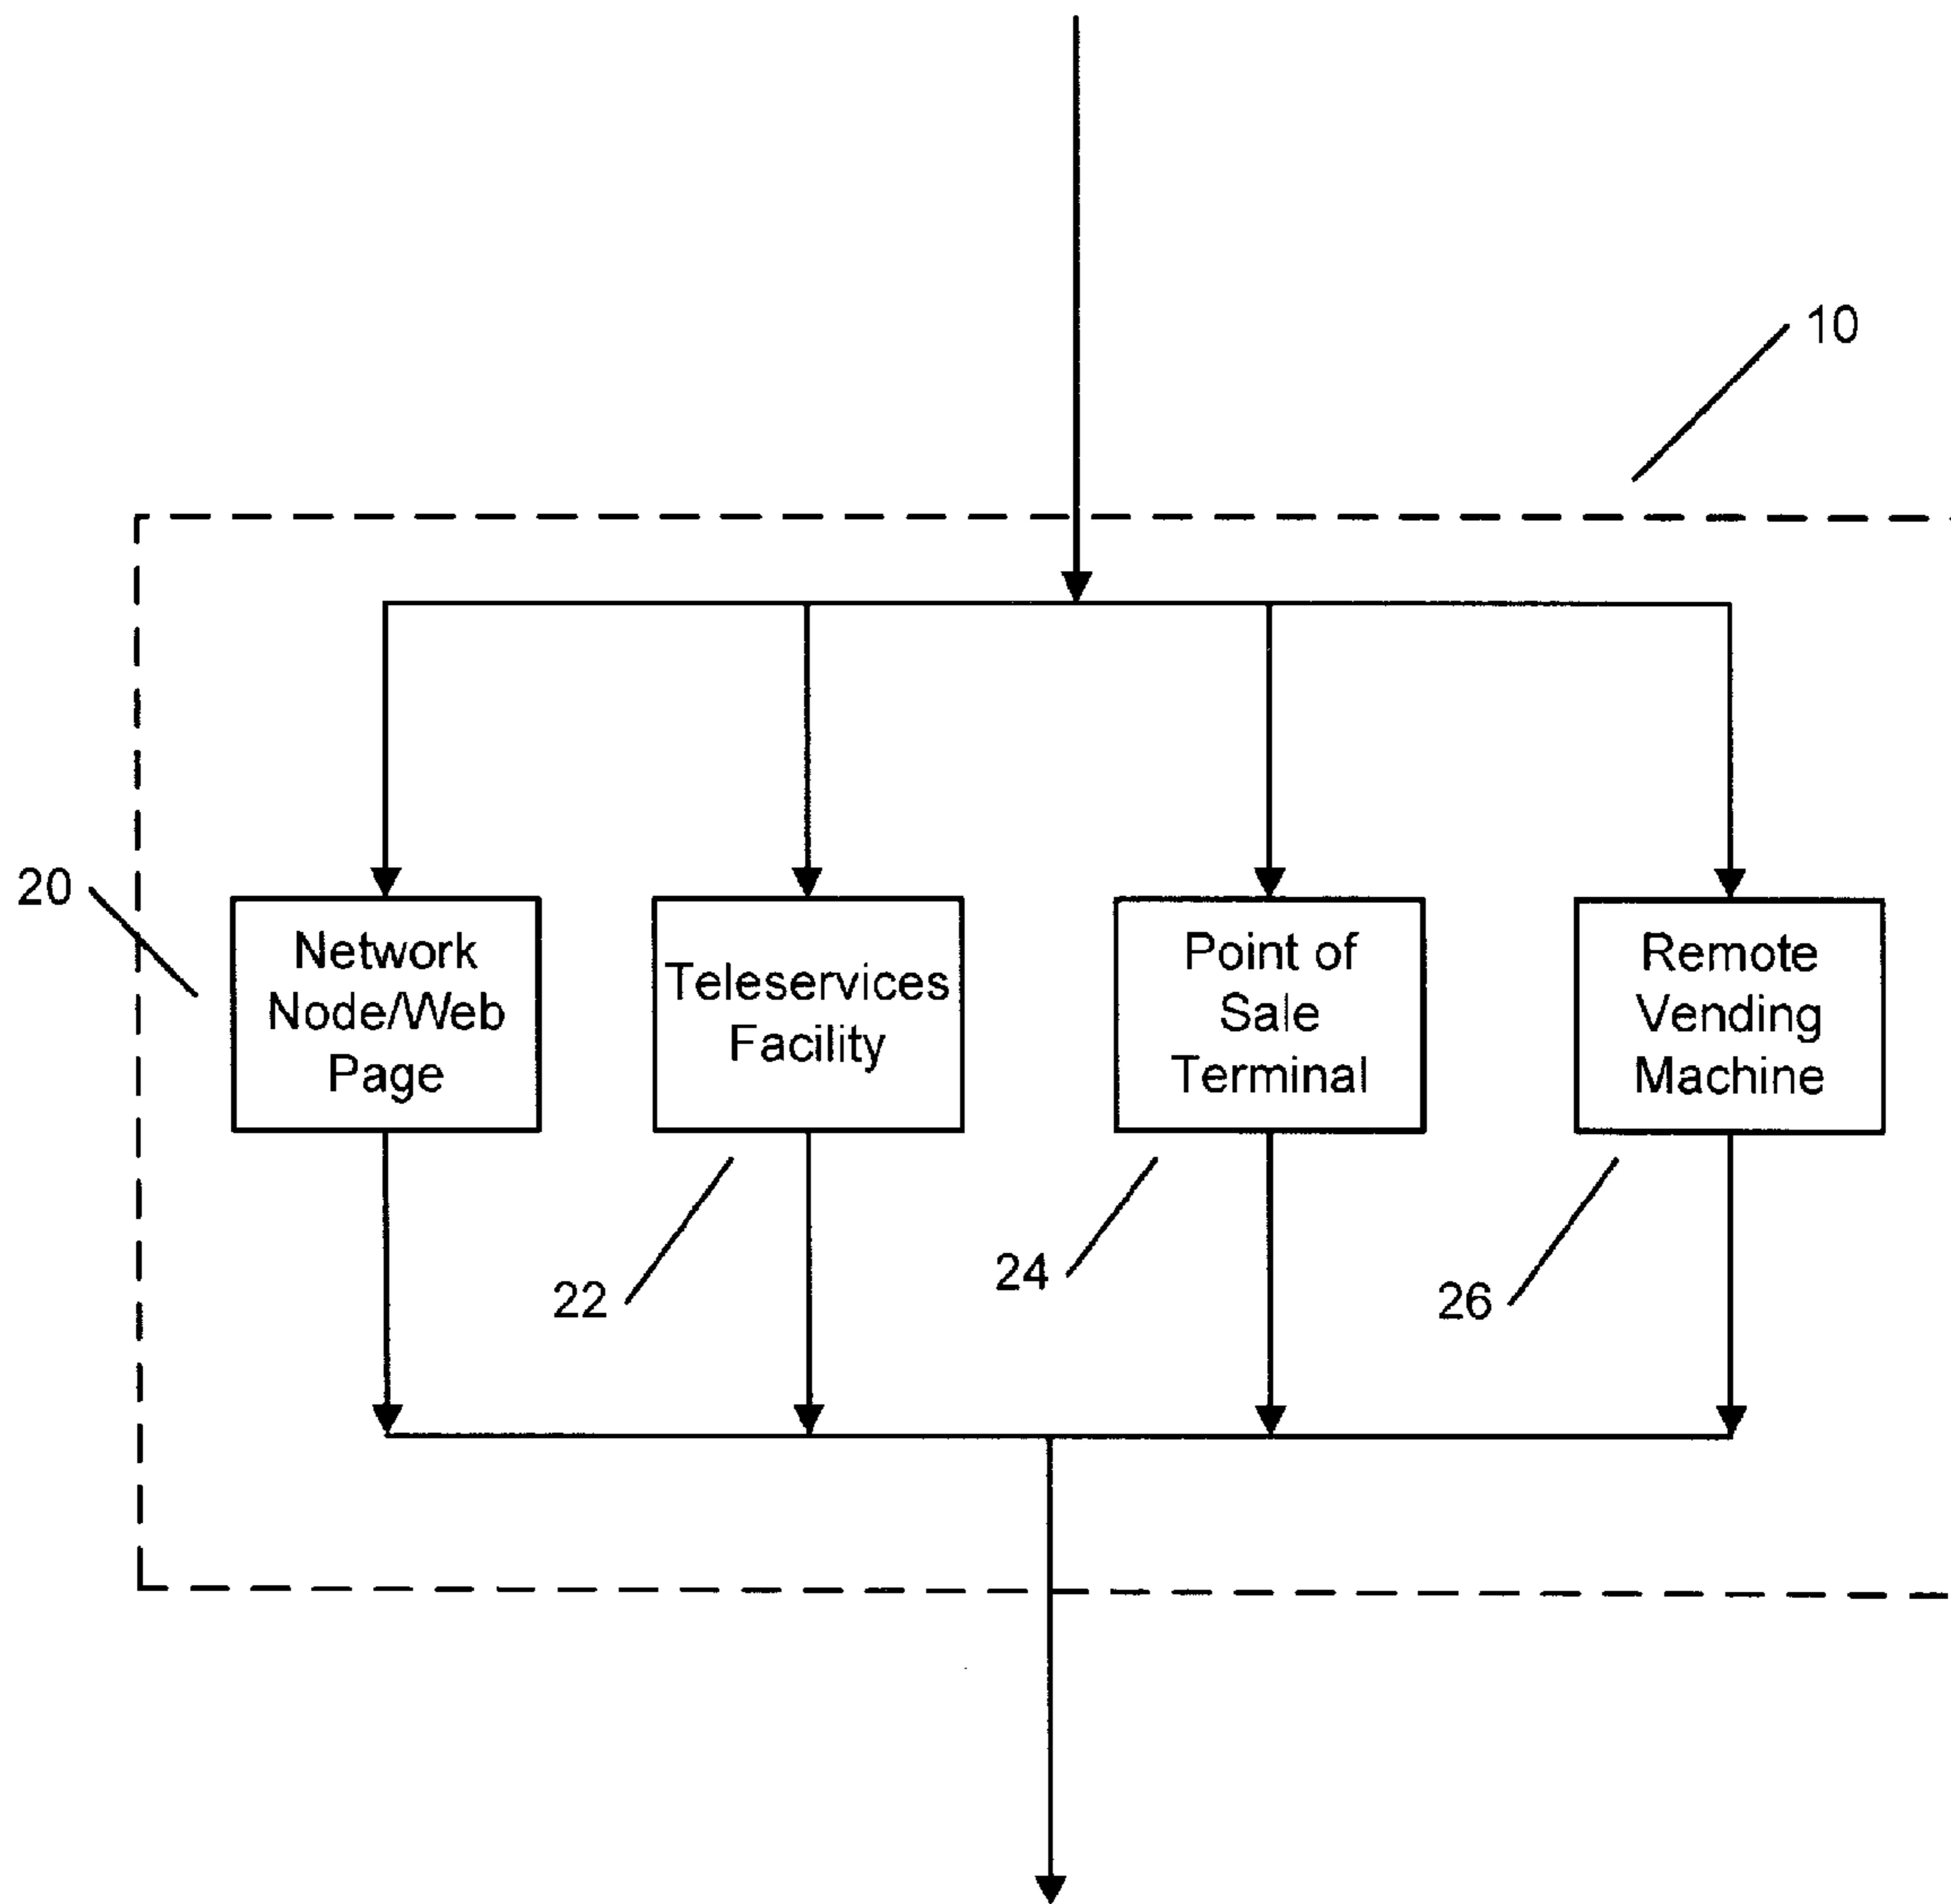 10
20
Network
Node/Web
Page
Teleservices
Facility
Point of
Sale
Terminal
Remote
Vending
Machine
22
24
26